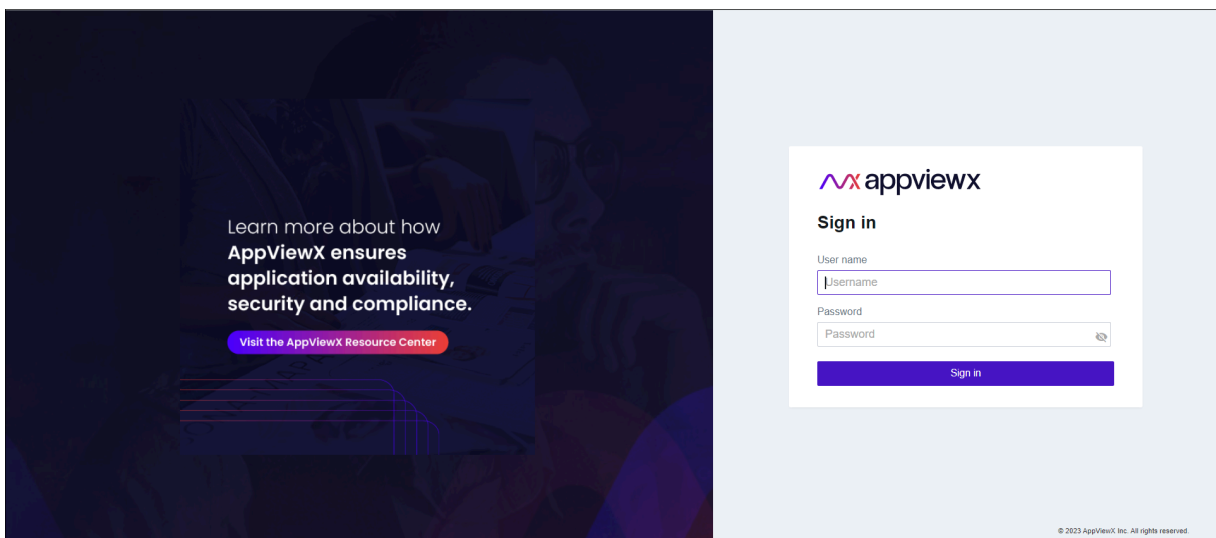 Learn more about how
AppViewX ensures
application availability,
security and compliance.
Visit the AppViewX Resource Center
appviewx
Sign in
User name
Username
Password
Password
Sign in
© 2023 AppViewX Inc. All rights reserved.